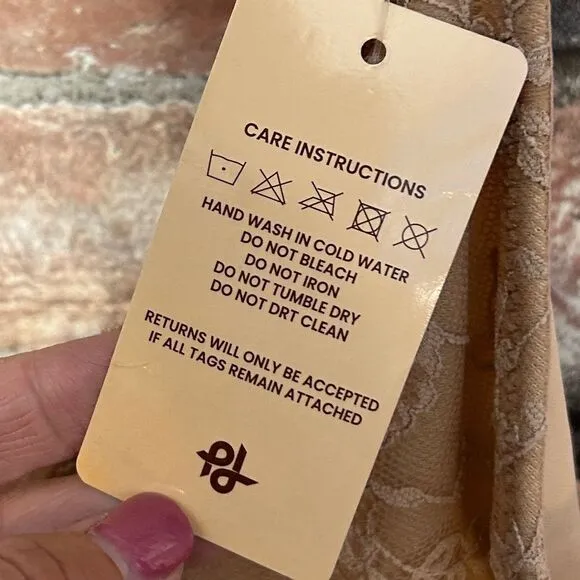 CARE INSTRUCTIONS
HAND WASH IN COLD WATER
DO NOT BLEACH
DO NOT IRON
DO NOT TUMBLE DRY
DO NOT DRT CLEAN
RETURNS WILL ONLY BE ACCEPTED
IF ALL TAGS REMAIN ATTACHED